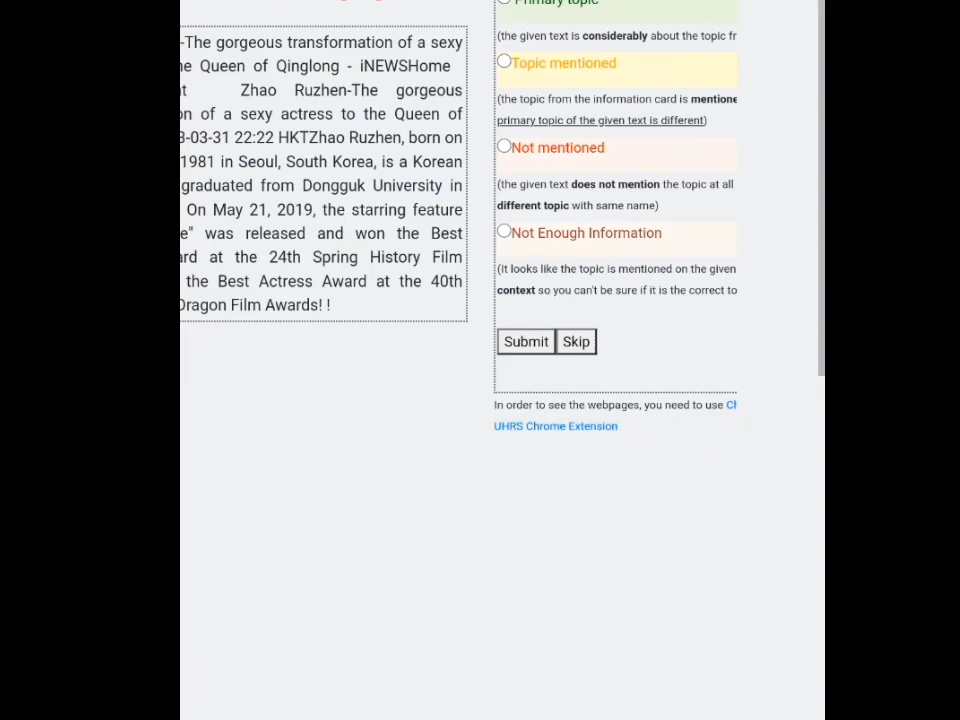 -The gorgeous transformation of a sexy
Queen of Qinglong - iNEWSHome
Zhao Ruzhen-The gorgeous
of a sexy actress to the Queen of
-03-31 22:22 HKTZhao Ruzhen, born on
1981 in Seoul, South Korea, is a Korean
graduated from Dongguk University in
On May 21, 2019, the starring feature
e" was released and won the Best
at the 24th Spring History Film
the Best Actress Award at the 40th
Dragon Film Awards! !
Primary topic
(the given text is considerably about the topic fr
Topic mentioned
(the topic from the information card is mentione
primary topic of the given text is different)
Not mentioned
(the given text does not mention the topic at all
different topic with same name)
Not Enough Information
(It looks like the topic is mentioned on the given
context so you can't be sure if it is the correct to
Submit Skip
In order to see the webpages, you need to use Ch
UHRS Chrome Extension